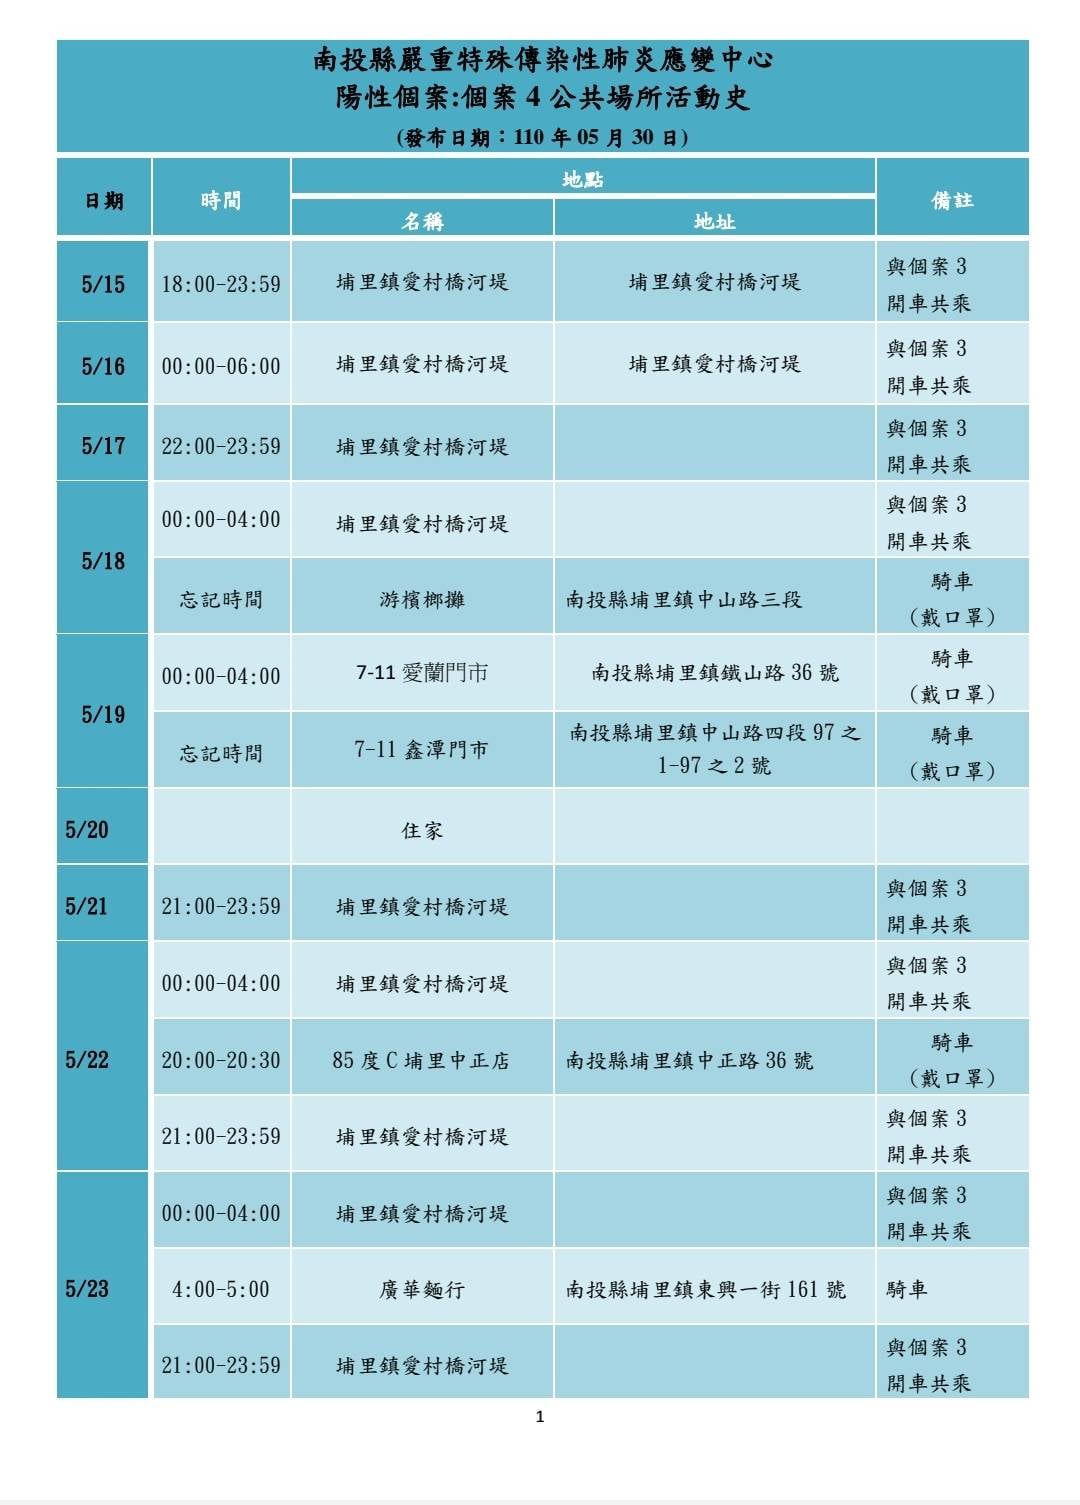 南投縣嚴重特殊傳染性肺炎應變中心
陽性個案:個案 4 公共場所活動史
(發布日期：110 年 05 月 30 日)
日期 時間 地點 備註
名稱 地址
5/15 18:00-23:59 埔里鎮愛村橋河堤 埔里鎮愛村橋河堤 與個案 3
開車共乘
5/16 00:00-06:00 埔里鎮愛村橋河堤 埔里鎮愛村橋河堤 與個案 3
開車共乘
5/17 22:00-23:59 埔里鎮愛村橋河堤 與個案 3
開車共乘
5/18 00:00-04:00 埔里鎮愛村橋河堤 與個案 3
開車共乘
忘記時間 游檳榔攤 南投縣埔里鎮中山路三段 騎車
(戴口罩)
5/19 00:00-04:00 7-11 愛蘭門市 南投縣埔里鎮鐵山路 36 號 騎車
(戴口罩)
忘記時間 7-11 鑫潭門市 南投縣埔里鎮中山路四段 97 之 騎車
1-97 之 2 號 (戴口罩)
5/20 住家
5/21 21:00-23:59 埔里鎮愛村橋河堤 與個案 3
開車共乘
5/22 00:00-04:00 埔里鎮愛村橋河堤 與個案 3
開車共乘
20:00-20:30 85 度 C 埔里中正店 南投縣埔里鎮中正路 36 號 騎車
(戴口罩)
21:00-23:59 埔里鎮愛村橋河堤 與個案 3
開車共乘
5/23 00:00-04:00 埔里鎮愛村橋河堤 與個案 3
開車共乘
4:00-5:00 廣華麵行 南投縣埔里鎮東興一街 161 號 騎車
21:00-23:59 埔里鎮愛村橋河堤 與個案 3
開車共乘
1